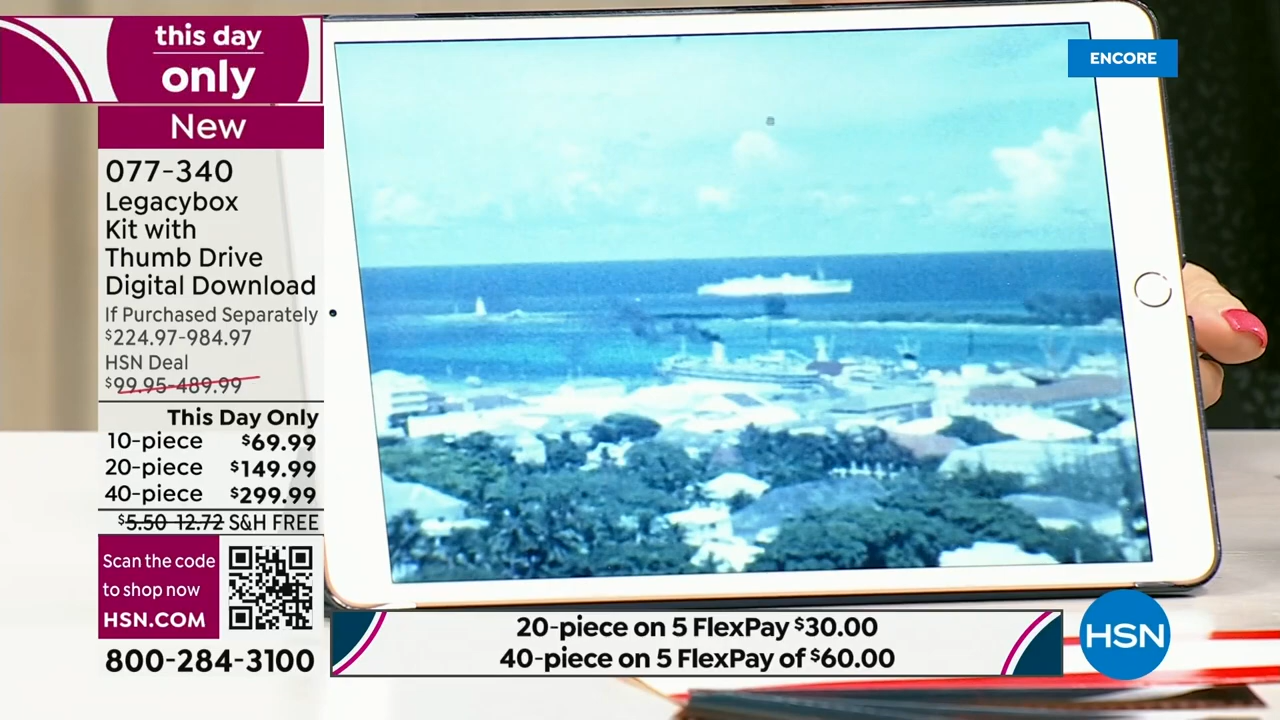 this day
only
New
077-340
Legacybox
Kit with
Thumb Drive
Digital Download
If Purchased Separately
$224.97-984.97
HSN Deal
$99.95-489.99
This Day Only
10-piece $69.99
20-piece $149.99
40-piece $299.99
$5.50-12.72 S&H FREE
Scan the code
to shop now
HSN.COM
800-284-3100
ENCORE
20-piece on 5 FlexPay $30.00
40-piece on 5 FlexPay of $60.00
HSN